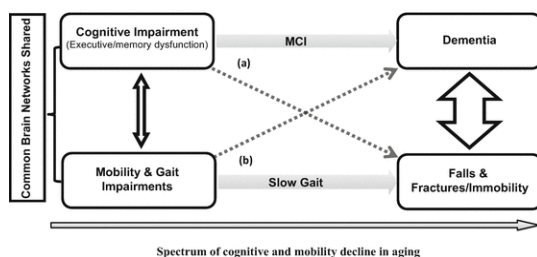 Common Brain Networks Shared
Cognitive Impairment
(Executive/memory dysfunction)
MCI
Dementia
(a)
(b)
Mobility & Gait
Impairments
Slow Gait
Falls &
Fractures/Immobility
Spectrum of cognitive and mobility decline in aging